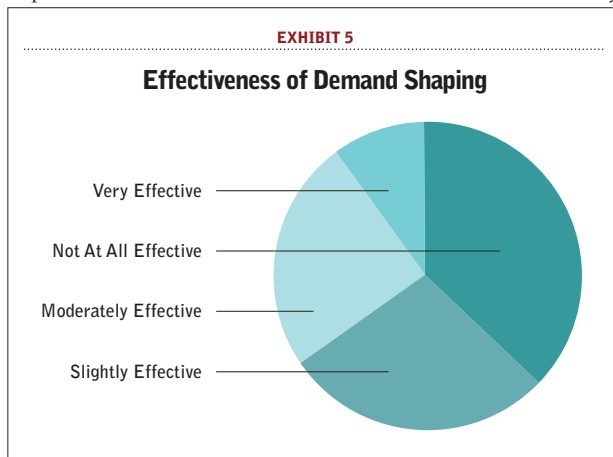 EXHIBIT 5
Effectiveness of Demand Shaping
Very Effective
Not At All Effective
Moderately Effective
Slightly Effective